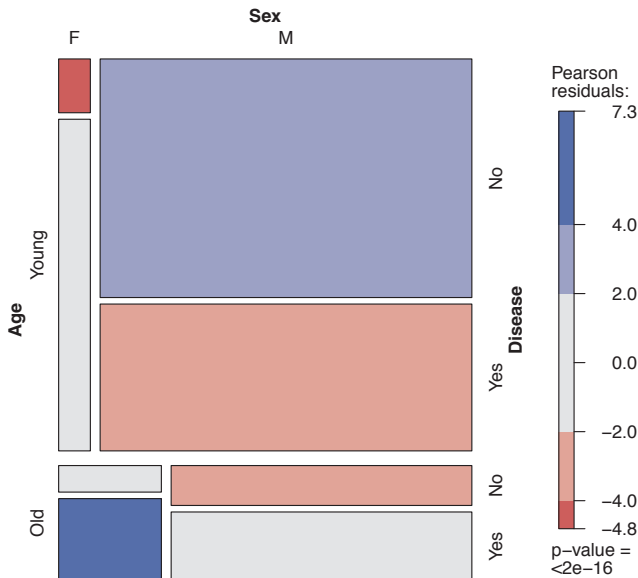 Sex
F M
Age
Young
Old
No
Yes
No
Yes
Disease
Pearson
residuals:
7.3
4.0
2.0
0.0
−2.0
−4.0
−4.8
p−value =
<2e−16